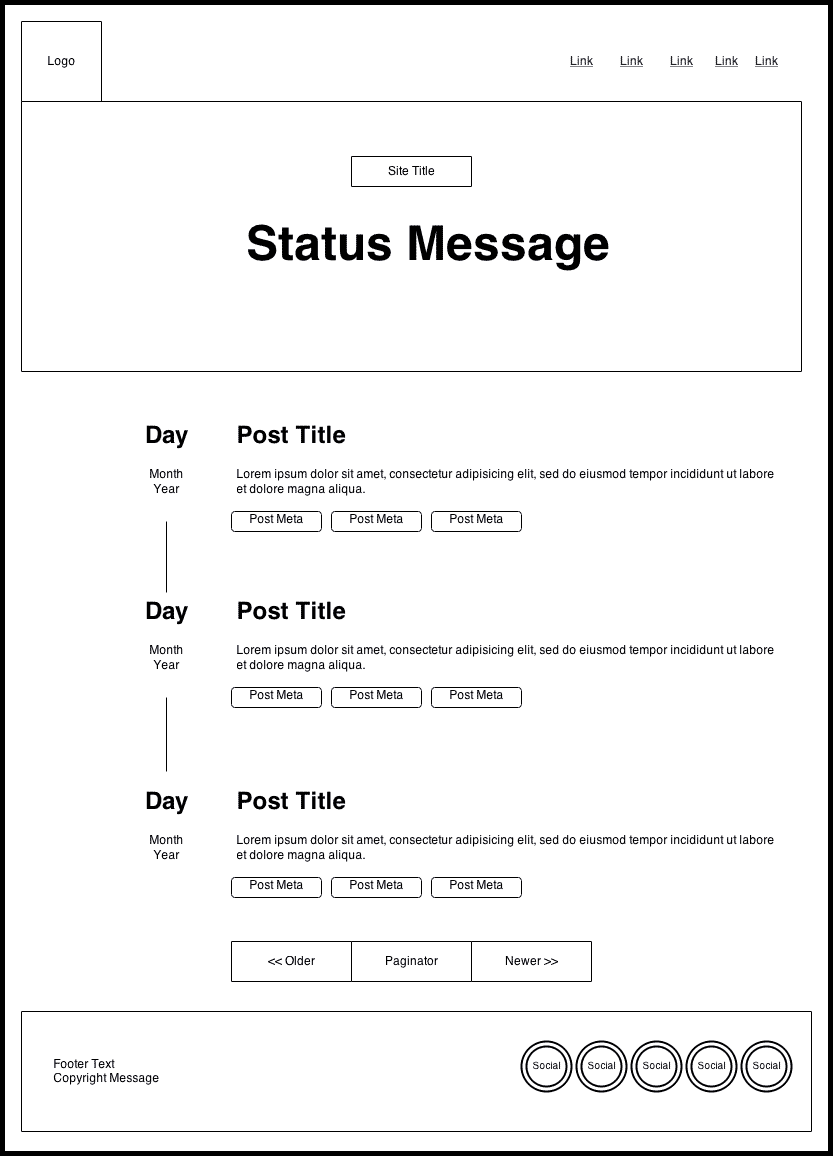 Logo
Link Link Link Link Link
Site Title
Status Message
Day Post Title
Month
Year
Lorem ipsum dolor sit amet, consectetur adipisicing elit, sed do eiusmod tempor incididunt ut labore
et dolore magna aliqua.
Post Meta Post Meta Post Meta
Day Post Title
Month
Year
Lorem ipsum dolor sit amet, consectetur adipisicing elit, sed do eiusmod tempor incididunt ut labore
et dolore magna aliqua.
Post Meta Post Meta Post Meta
Day Post Title
Month
Year
Lorem ipsum dolor sit amet, consectetur adipisicing elit, sed do eiusmod tempor incididunt ut labore
et dolore magna aliqua.
Post Meta Post Meta Post Meta
<< Older Paginator Newer >>
Footer Text
Copyright Message
Social Social Social Social Social